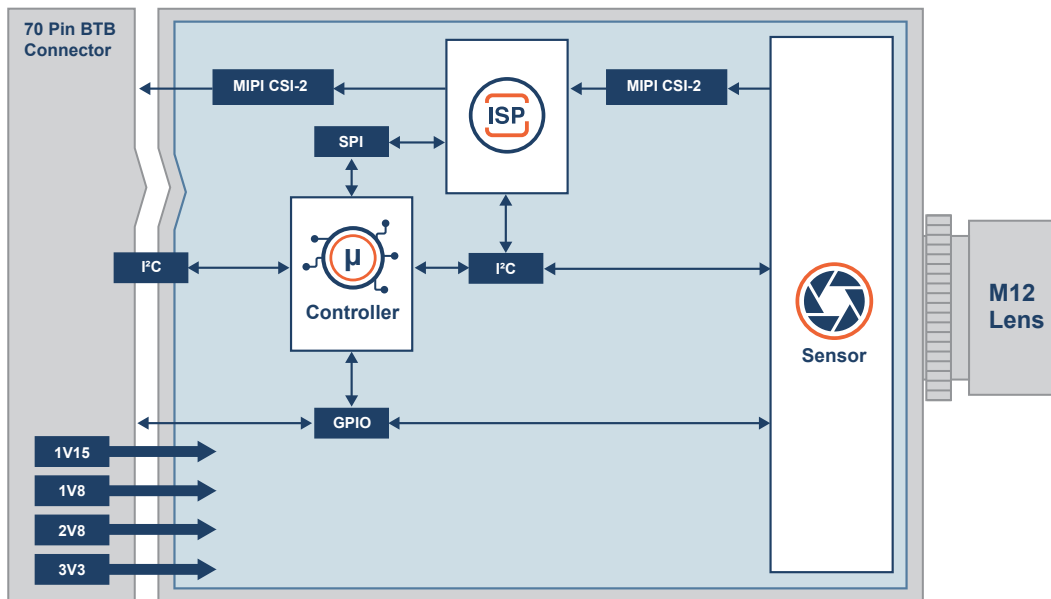 70 Pin BTB
Connector
MIPI CSI-2
ISP
MIPI CSI-2
SPI
I²C
µ
Controller
I²C
Sensor
M12
Lens
GPIO
1V15
1V8
2V8
3V3